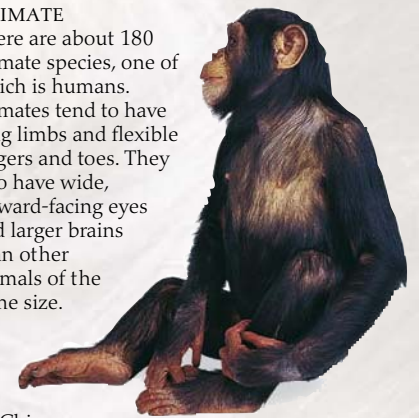 IMATE
ere are about 180
mate species, one of
ich is humans.
mates tend to have
g limbs and flexible
gers and toes. They
o have wide,
ward-facing eyes
d larger brains
n other
mals of the
ne size.